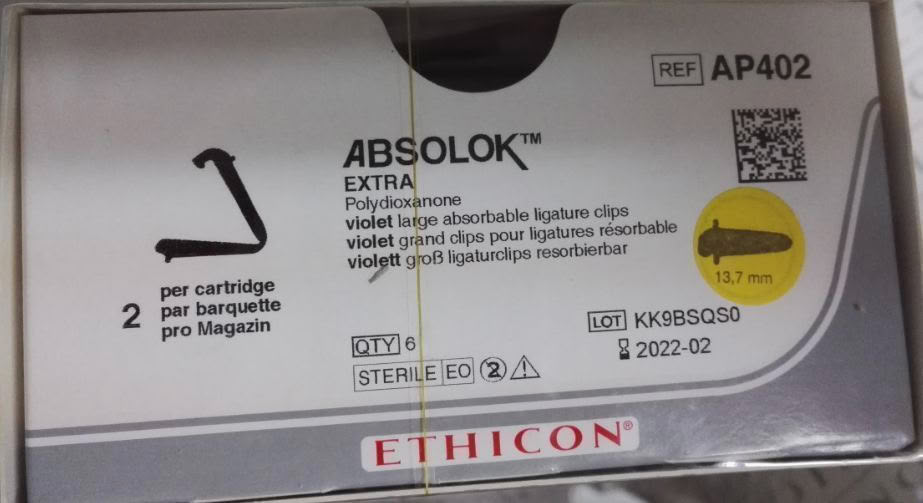 REF AP402
ABSOLOK™
EXTRA
Polydioxanone
violet large absorbable ligature clips
violet grand clips pour ligatures résorbable
violett groß ligaturclips resorbierbar
13,7 mm
2
per cartridge
par barquette
pro Magazin
LOT KK9BSQS0
2022-02
QTY 6
STERILE EO 2
ETHICON®